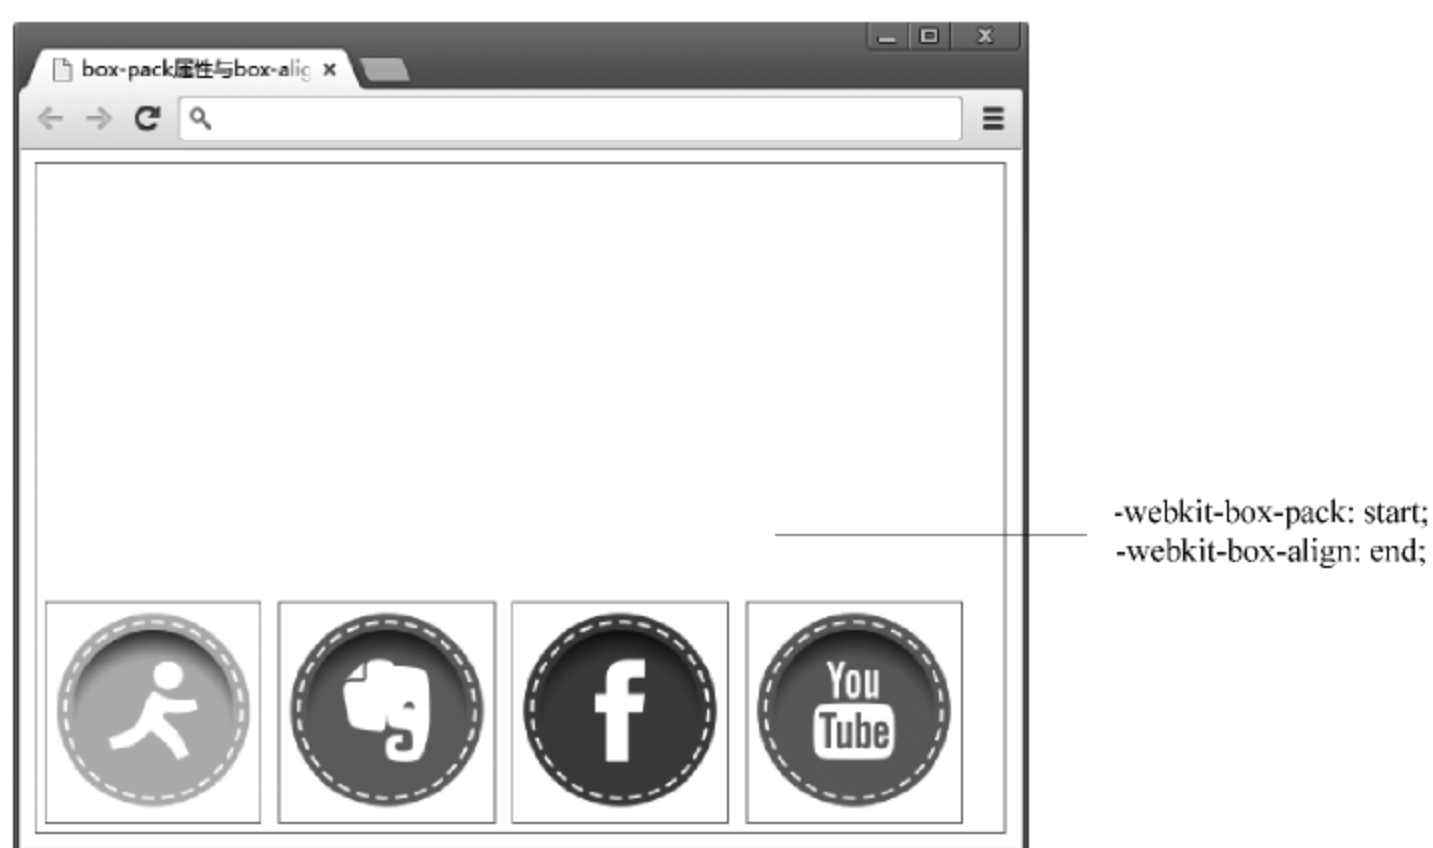 box-pack属性与box-alig
-webkit-box-pack: start;
-webkit-box-align: end;
f
You
Tube